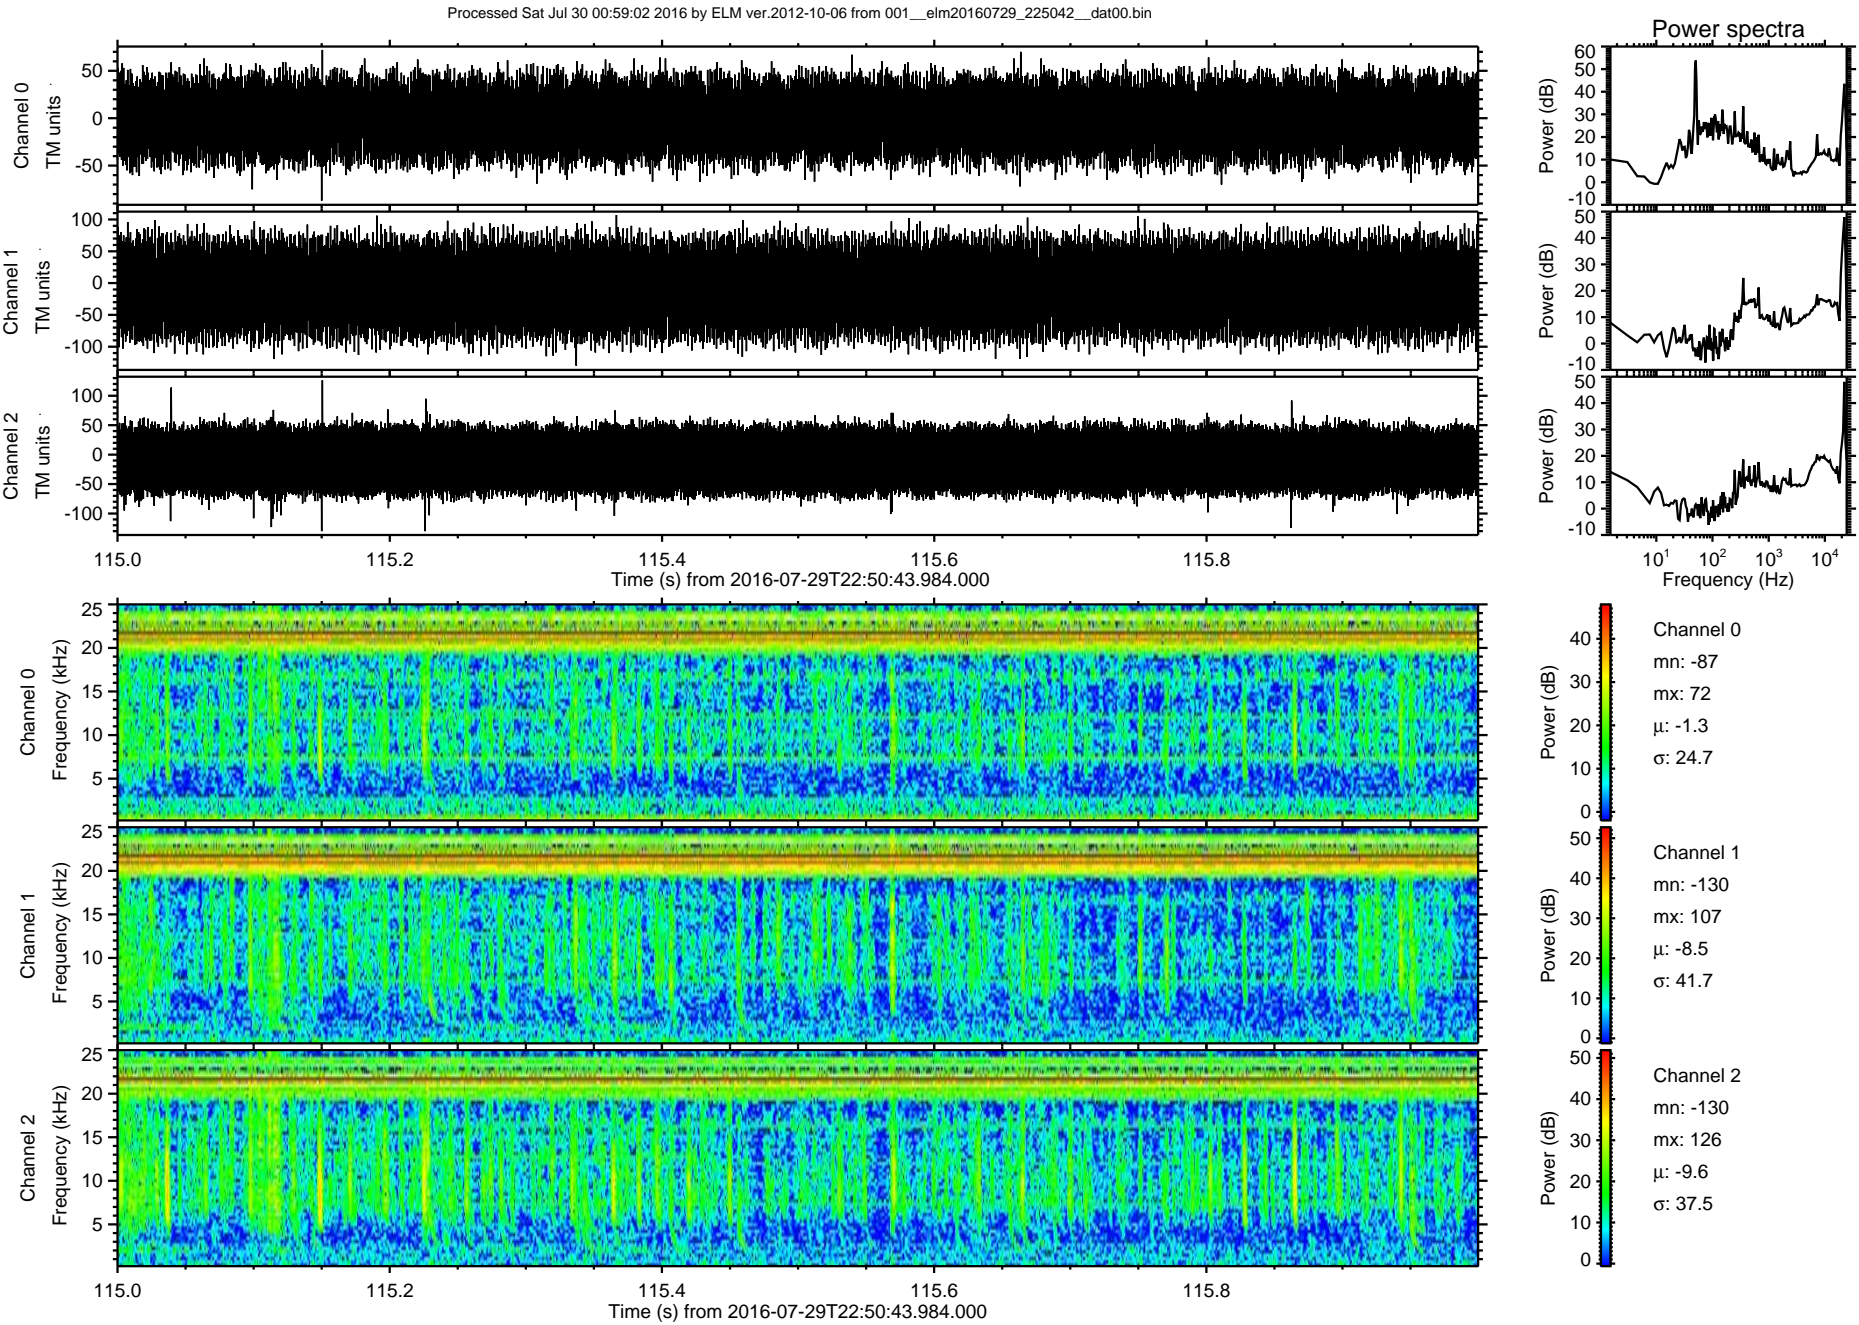 Processed Sat Jul 30 00:59:02 2016 by ELM ver.2012-10-06 from 001__elm20160729_225042__dat00.bin
Power spectra
Channel 0
TM units
50
0
-50
Power (dB)
60
50
40
30
20
10
0
-10
Channel 1
TM units
100
50
0
-50
-100
Power (dB)
50
40
30
20
10
0
-10
Channel 2
TM units
100
50
0
-50
-100
Power (dB)
50
40
30
20
10
0
-10
115.0 115.2 115.4 115.6 115.8
Time (s) from 2016-07-29T22:50:43.984.000
10¹ 10² 10³ 10⁴
Frequency (Hz)
Channel 0
Frequency (kHz)
25
20
15
10
5
Power (dB)
40
30
20
10
0
Channel 0
mn: -87
mx: 72
μ: -1.3
σ: 24.7
Channel 1
Frequency (kHz)
25
20
15
10
5
Power (dB)
50
40
30
20
10
0
Channel 1
mn: -130
mx: 107
μ: -8.5
σ: 41.7
Channel 2
Frequency (kHz)
25
20
15
10
5
Power (dB)
50
40
30
20
10
0
Channel 2
mn: -130
mx: 126
μ: -9.6
σ: 37.5
115.0 115.2 115.4 115.6 115.8
Time (s) from 2016-07-29T22:50:43.984.000